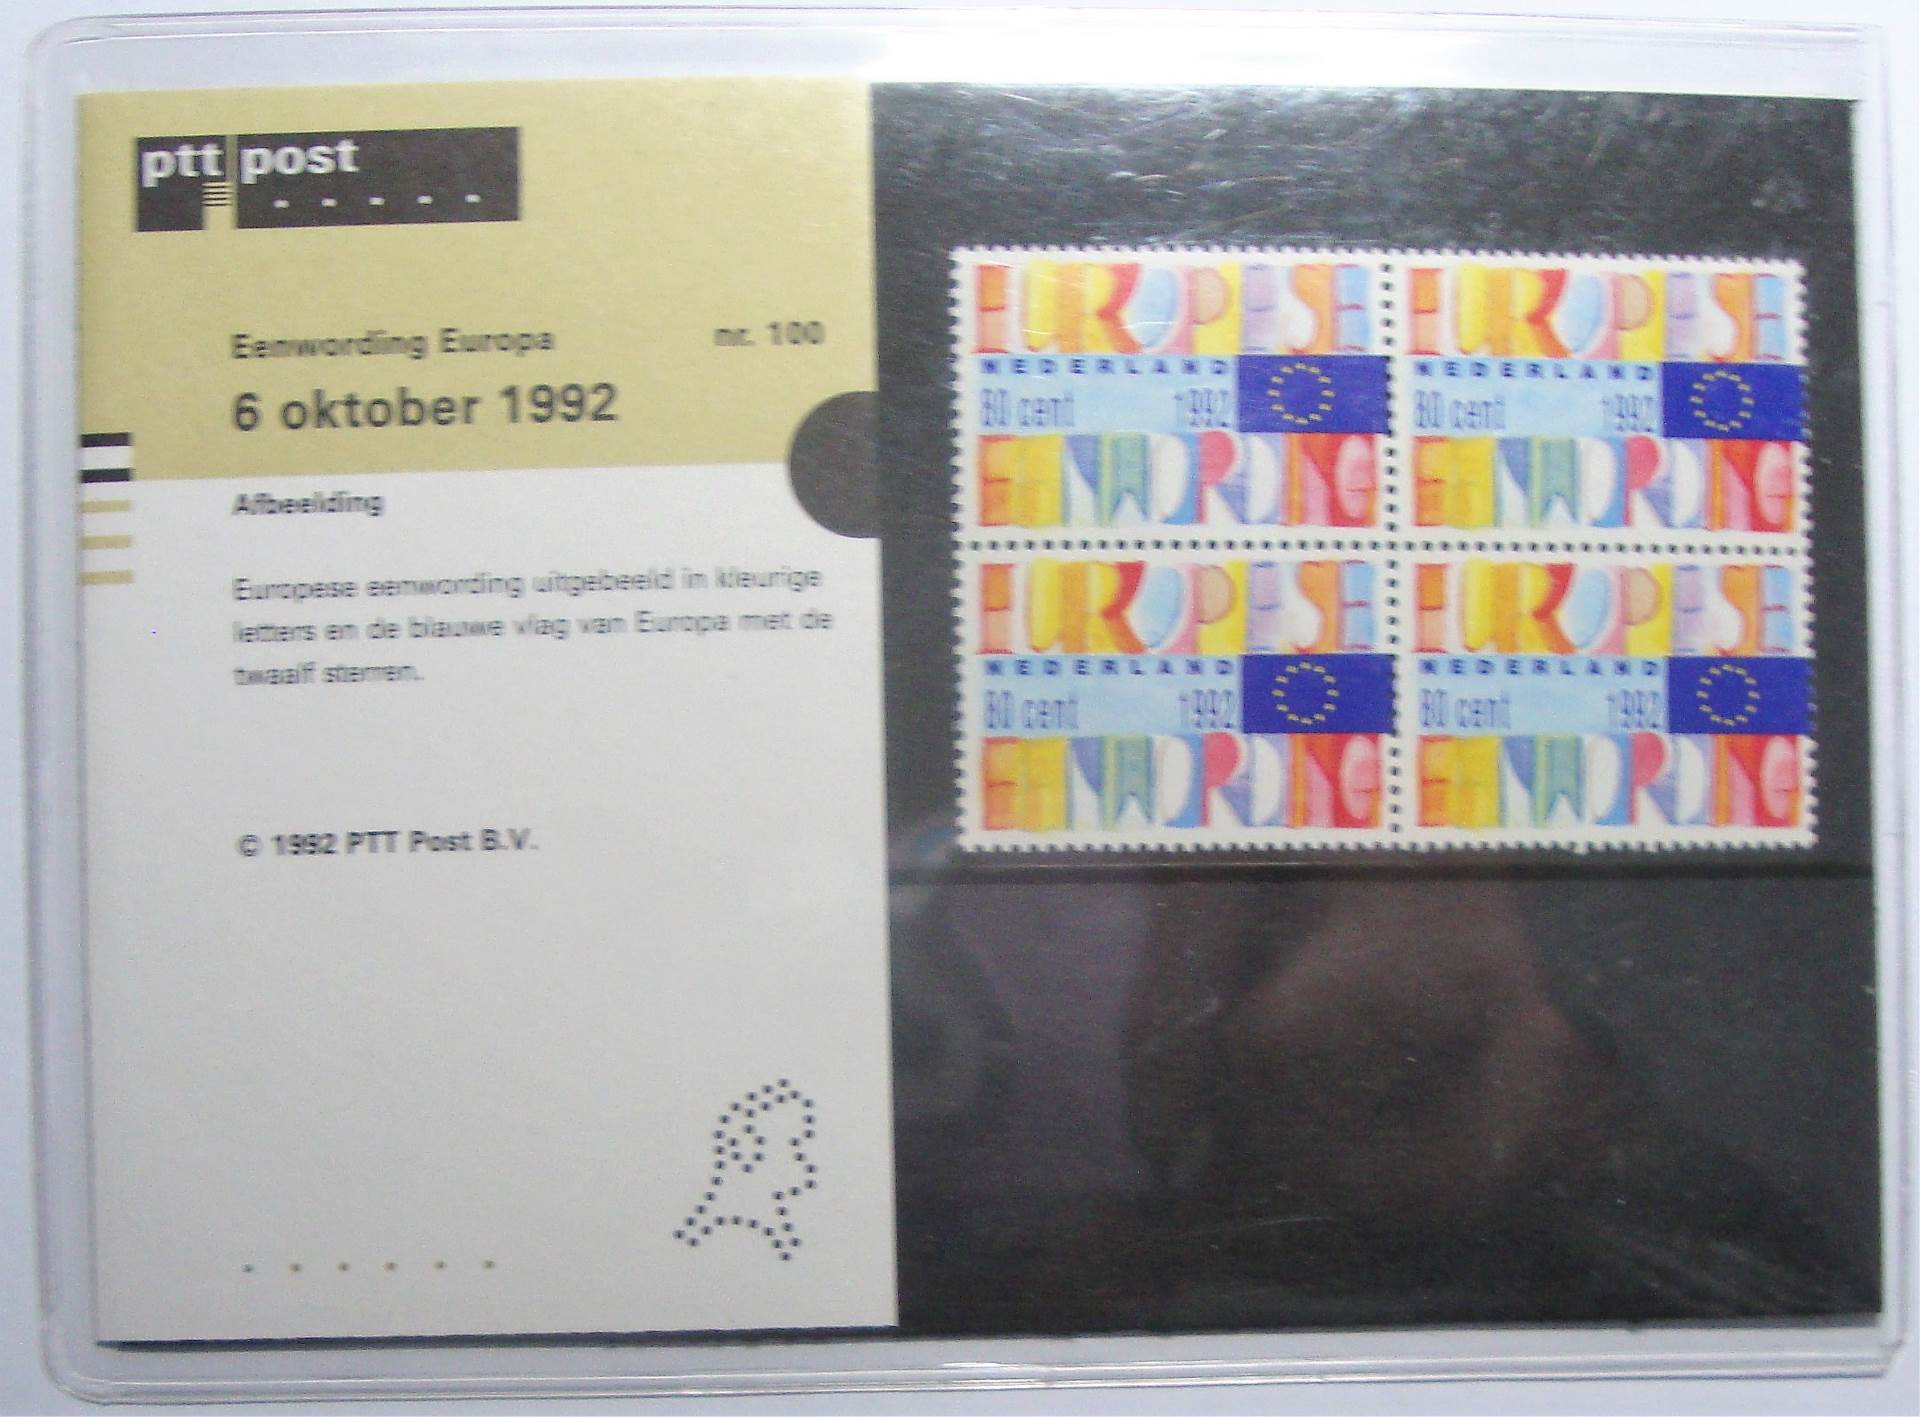 ptt post
Eenwording Europa nr. 100
6 oktober 1992
Afbeelding
Europese eenwording uitgebeeld in kleurige
letters en de blauwe vlag van Europa met de
twaalf sterren.
© 1992 PTT Post B.V.
EUROPESE
NEDERLAND
80 cent 1992
EENWORDING
EUROPESE
NEDERLAND
80 cent 1992
EENWORDING
EUROPESE
NEDERLAND
80 cent 1992
EENWORDING
EUROPESE
NEDERLAND
80 cent 1992
EENWORDING